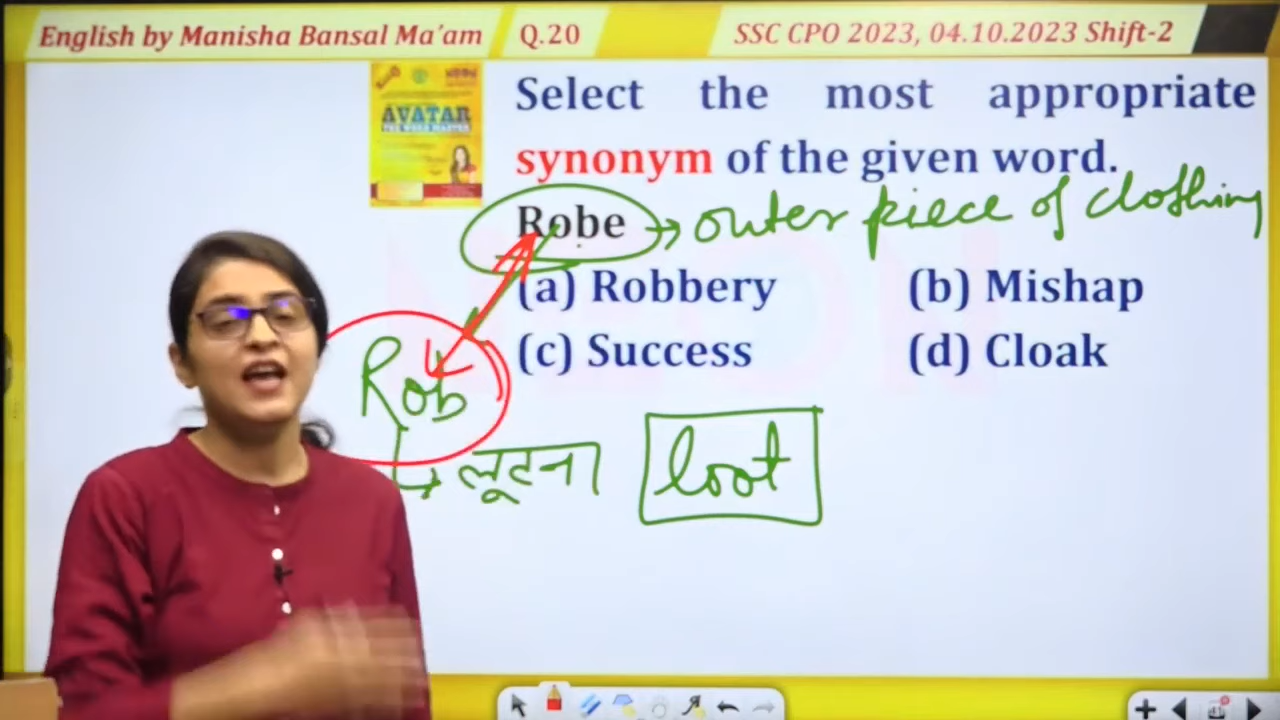 English by Manisha Bansal Ma'am
Q.20
SSC CPO 2023, 04.10.2023 Shift-2
AVATAR
Select the most appropriate
synonym of the given word.
Robe → outer piece of clothing
(a) Robbery (b) Mishap
(c) Success (d) Cloak
Rob
लूटना loot